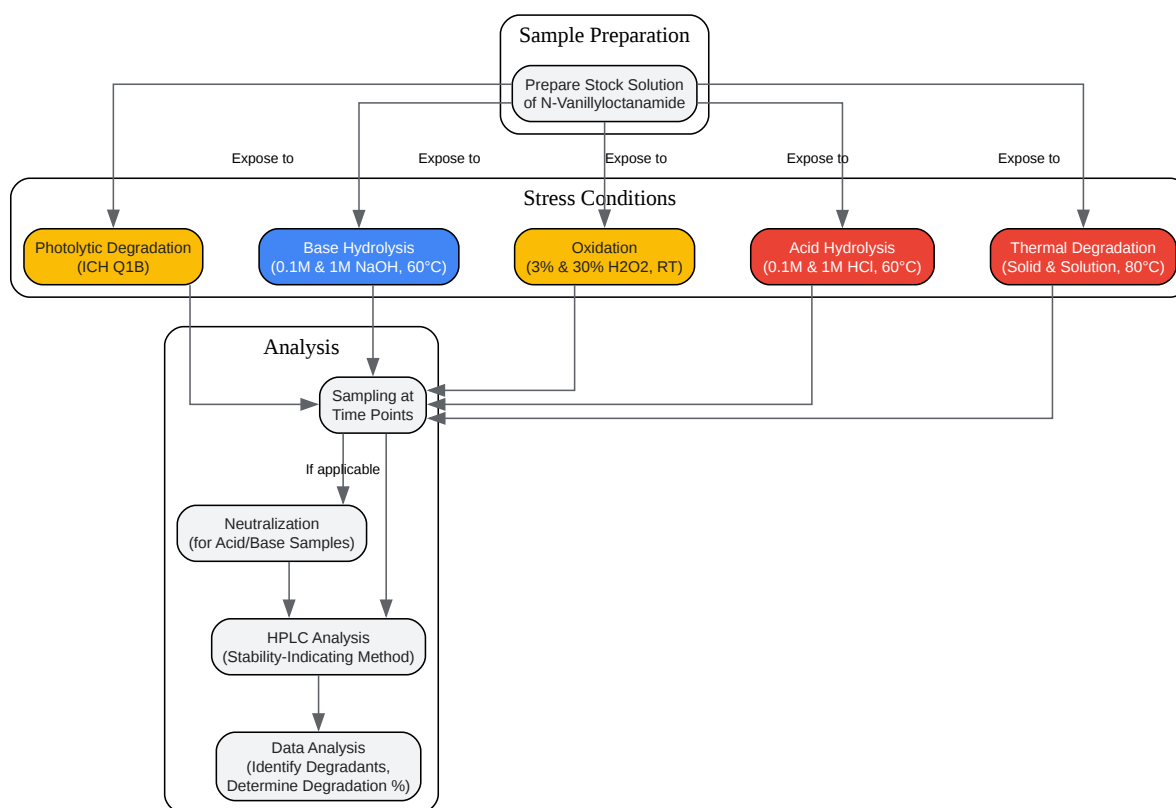 Sample Preparation
Prepare Stock Solution
of N-Vanillyloctanamide
Expose to
Expose to
Expose to
Expose to
Expose to
Stress Conditions
Photolytic Degradation
(ICH Q1B)
Base Hydrolysis
(0.1M & 1M NaOH, 60°C)
Oxidation
(3% & 30% H2O2, RT)
Acid Hydrolysis
(0.1M & 1M HCl, 60°C)
Thermal Degradation
(Solid & Solution, 80°C)
Analysis
Sampling at
Time Points
If applicable
Neutralization
(for Acid/Base Samples)
HPLC Analysis
(Stability-Indicating Method)
Data Analysis
(Identify Degradants,
Determine Degradation %)